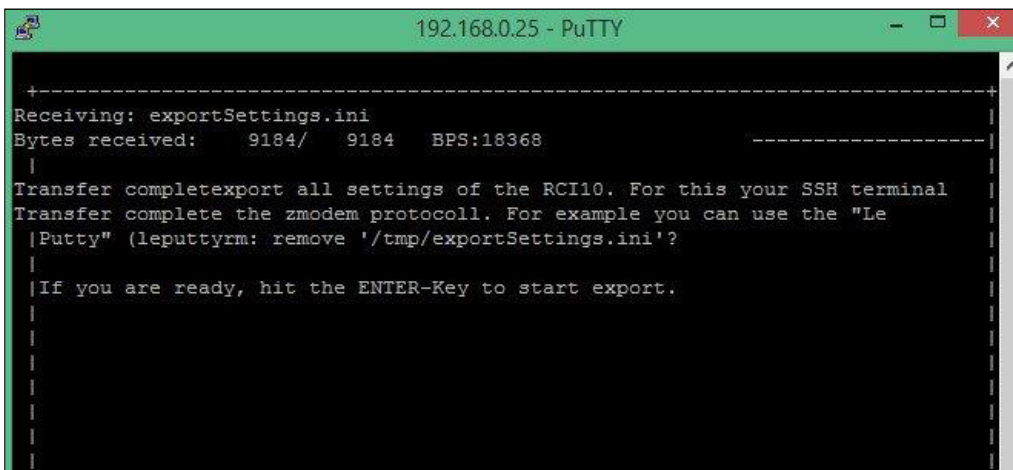 192.168.0.25 - PuTTY
Receiving: exportSettings.ini
Bytes received:    9184/   9184   BPS:18368
Transfer completexport all settings of the RCI10. For this your SSH terminal
Transfer complete the zmodem protocoll. For example you can use the "Le
|Putty" (leputtyrm: remove '/tmp/exportSettings.ini'?
|If you are ready, hit the ENTER-Key to start export.